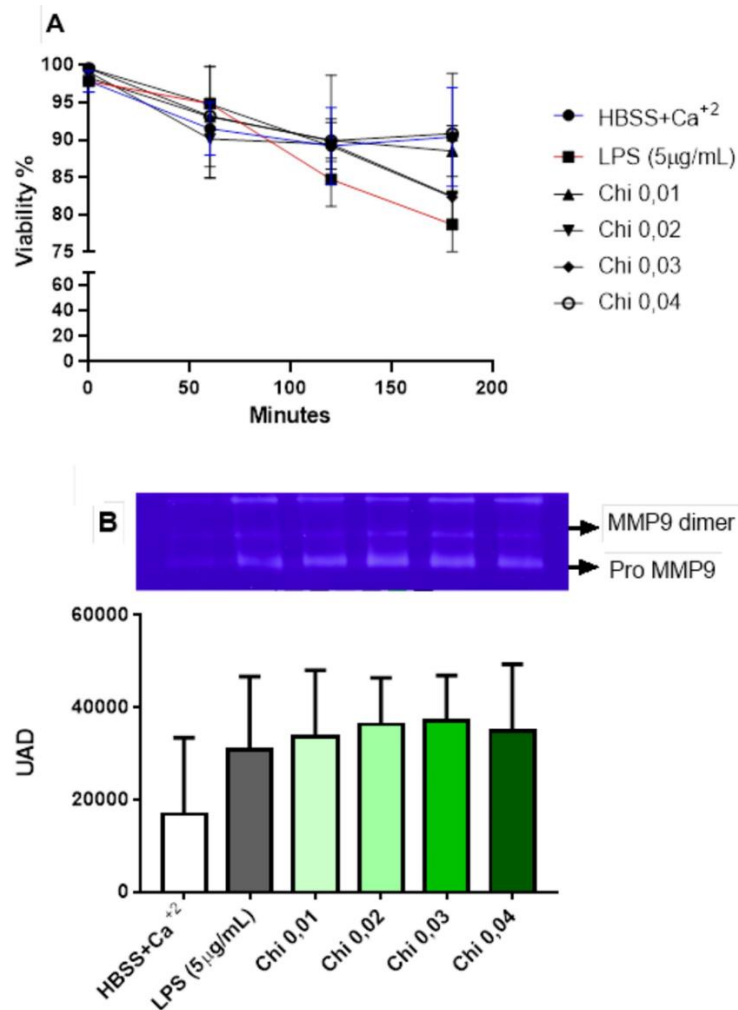 A
100
95
90
85
80
75
60
40
20
0
Viability %
0
50
100
150
200
Minutes
HBSS+Ca+2
LPS (5µg/mL)
Chi 0,01
Chi 0,02
Chi 0,03
Chi 0,04
B
MMP9 dimer
Pro MMP9
60000
40000
20000
0
UAD
HBSS+Ca+2
LPS (5µg/mL)
Chi 0,01
Chi 0,02
Chi 0,03
Chi 0,04